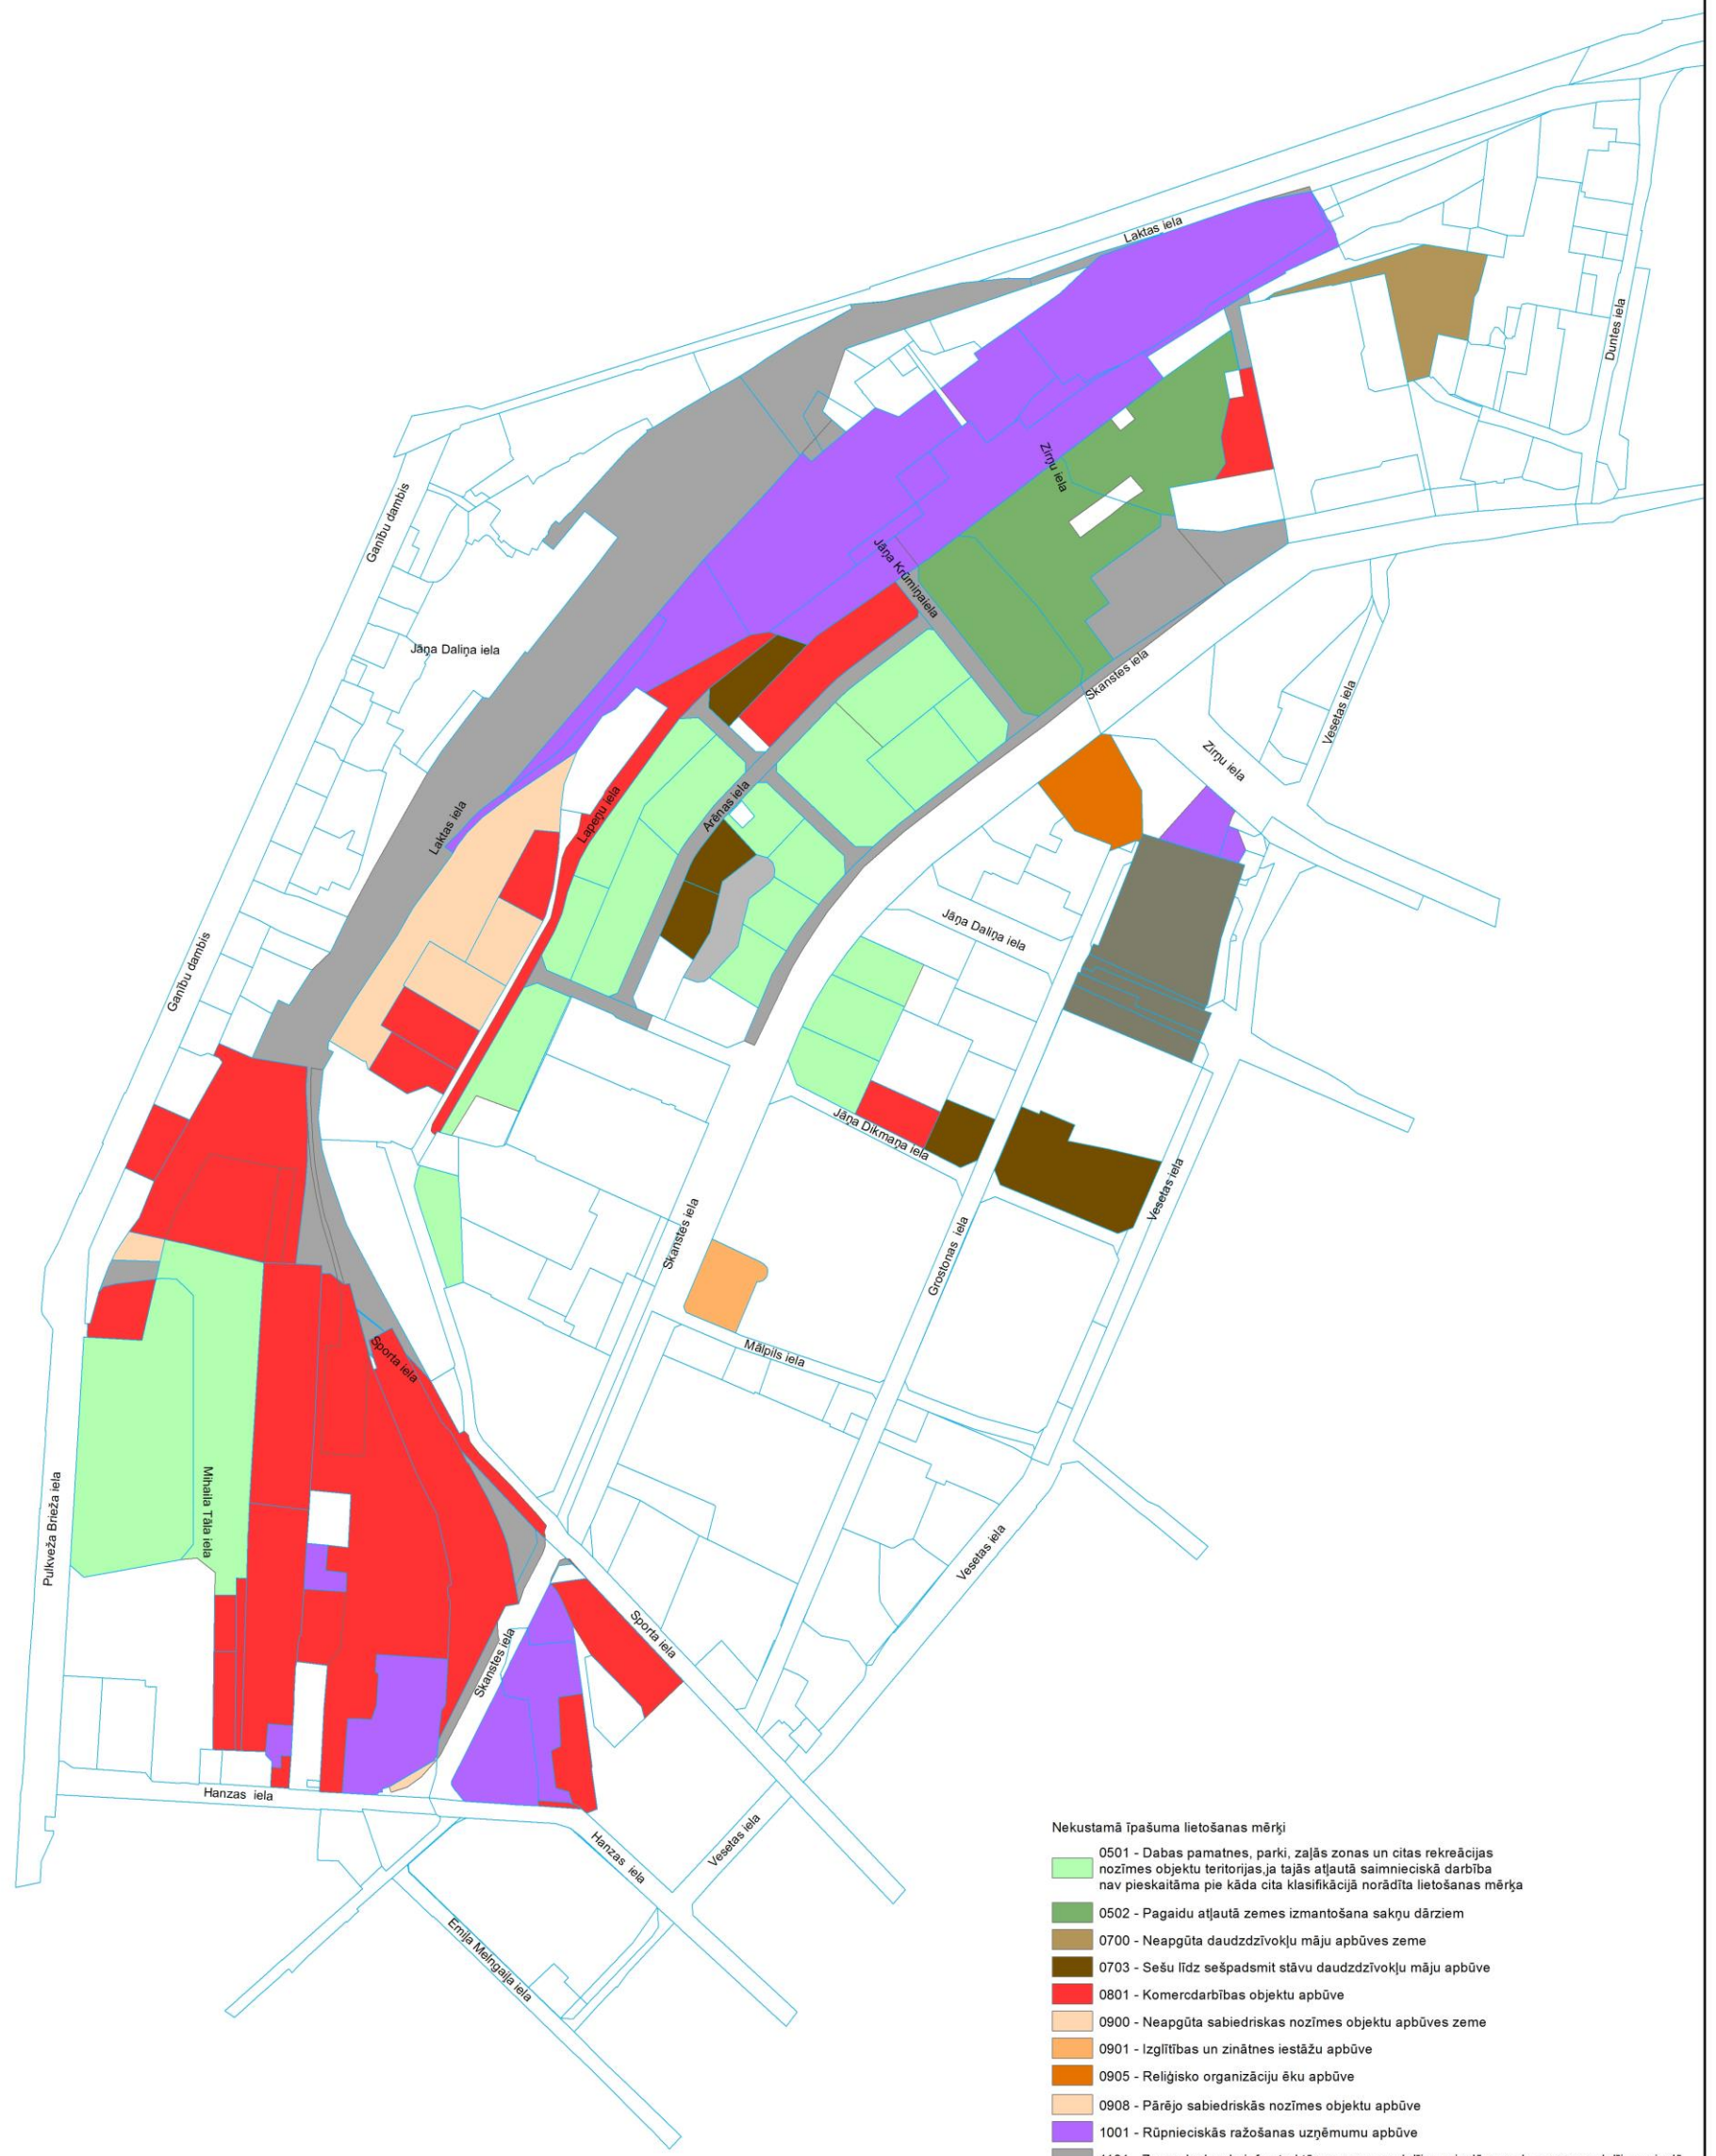 Laktas iela
Duntes iela
Ganību dambis
Zirņu iela
Jāņa Krūmiņaiela
Jāņa Daliņa iela
Skanstes iela
Vesetas iela
Zirņu iela
Lapeņu iela
Arēnas iela
Laktas iela
Jāņa Daliņa iela
Ganību dambis
Jāņa Dikmaņa iela
Vesetas iela
Skanstes iela
Grostonas iela
Mālpils iela
Sporta iela
Mihaila Tāla iela
Pulkveža Brieža iela
Vesetas iela
Sporta iela
Skanstes iela
Hanzas iela
Hanzas iela
Vesetas iela
Emiļa Melngaiļa iela
Nekustamā īpašuma lietošanas mērķi
0501 - Dabas pamatnes, parki, zaļās zonas un citas rekreācijas
nozīmes objektu teritorijas,ja tajās atļautā saimnieciskā darbība
nav pieskaitāma pie kāda cita klasifikācijā norādīta lietošanas mērķa
0502 - Pagaidu atļautā zemes izmantošana sakņu dārziem
0700 - Neapgūta daudzdzīvokļu māju apbūves zeme
0703 - Sešu līdz sešpadsmit stāvu daudzdzīvokļu māju apbūve
0801 - Komercdarbības objektu apbūve
0900 - Neapgūta sabiedriskas nozīmes objektu apbūves zeme
0901 - Izglītības un zinātnes iestāžu apbūve
0905 - Reliģisko organizāciju ēku apbūve
0908 - Pārējo sabiedriskās nozīmes objektu apbūve
1001 - Rūpnieciskās ražošanas uzņēmumu apbūve